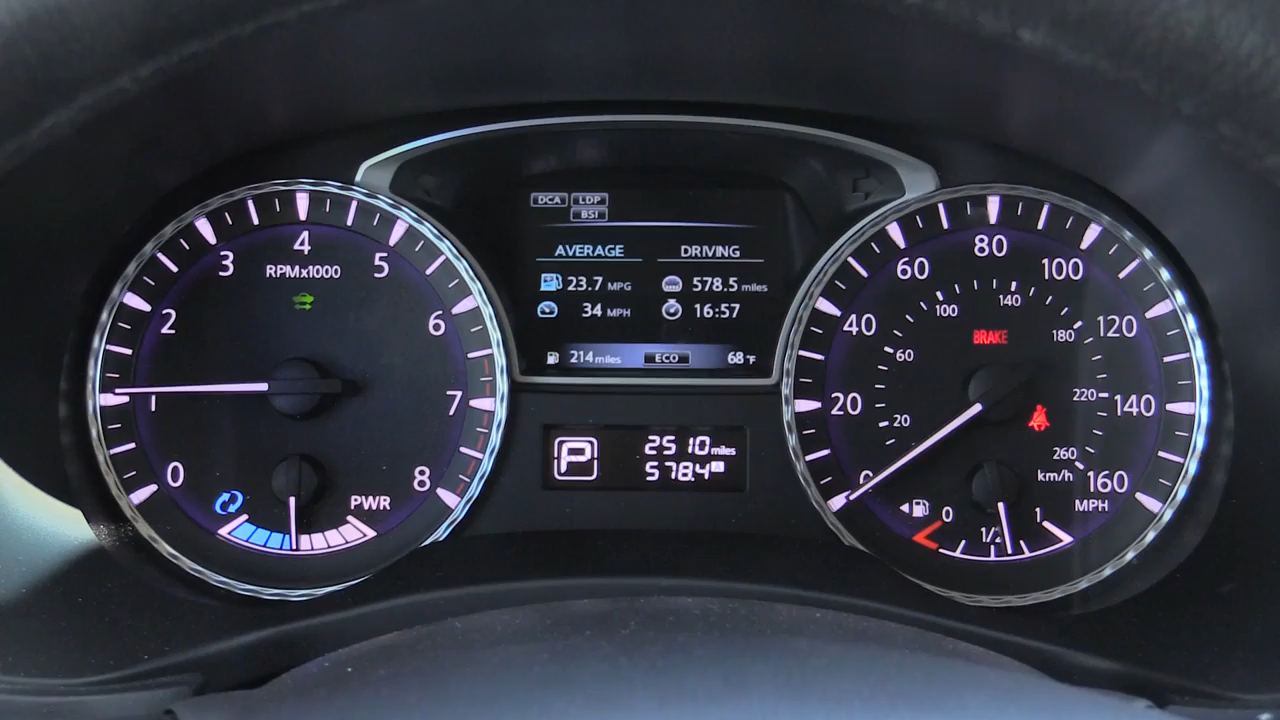 DCA LDP
BSI
AVERAGE DRIVING
23.7 MPG 578.5 miles
34 MPH 16:57
214 miles ECO 68°F
P 2510 miles
578.4 A
0 1 2 3 4 5 6 7 8
RPMx1000
PWR
0 20 40 60 80 100 120 140 160
MPH
20 60 100 140 180 220 260
km/h
BRAKE
0 1/2 1